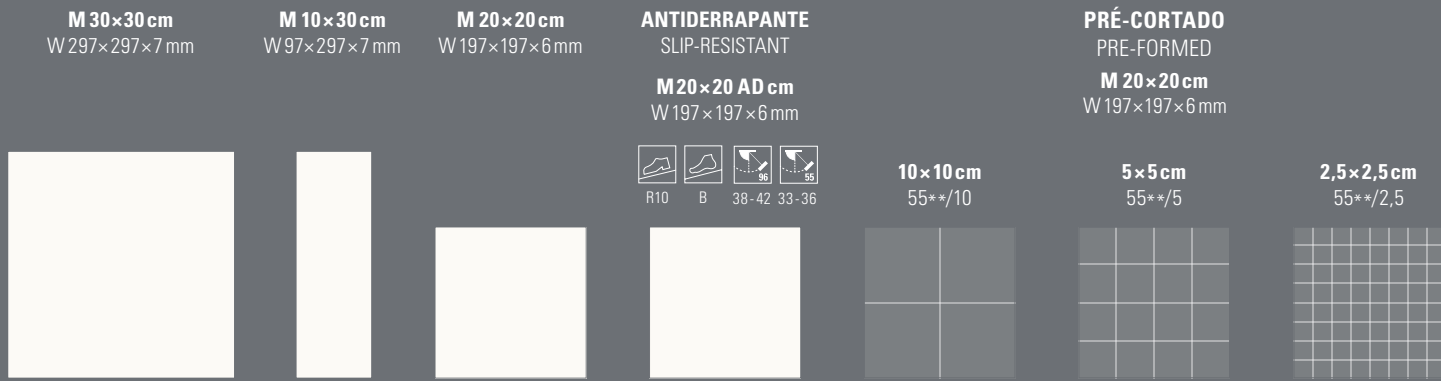 M 30×30 cm
W 297×297×7 mm
M 10×30 cm
W 97×297×7 mm
M 20×20 cm
W 197×197×6 mm
ANTIDERRAPANTE
SLIP-RESISTANT
M 20×20 AD cm
W 197×197×6 mm
96
55
R10
B
38-42
33-36
PRÉ-CORTADO
PRE-FORMED
M 20×20 cm
W 197×197×6 mm
10×10 cm
55**/10
5×5 cm
55**/5
2,5×2,5 cm
55**/2,5